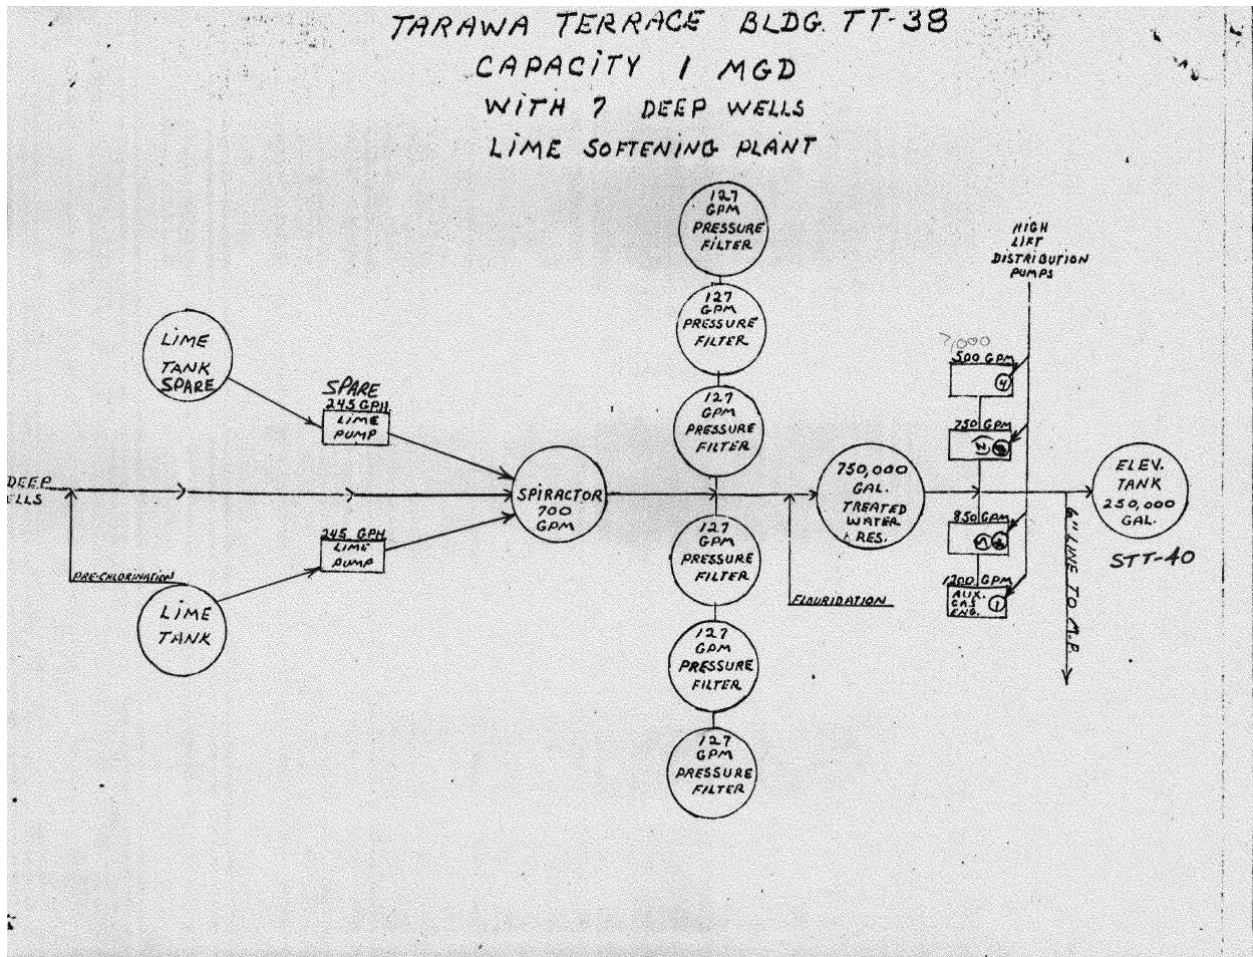 TARAWA TERRACE BLDG. TT-38
CAPACITY 1 MGD
WITH 7 DEEP WELLS
LIME SOFTENING PLANT
127
GPM
PRESSURE
FILTER
127
GPM
PRESSURE
FILTER
127
GPM
PRESSURE
FILTER
HIGH
LIFT
DISTRIBUTION
PUMPS
LIME
TANK
SPARE
SPARE
245 GPH
LIME
PUMP
DEEP
ELLS
PRE-CHLORINATION
SPIRACTOR
700
GPM
245 GPH
LIME
PUMP
LIME
TANK
127
GPM
PRESSURE
FILTER
127
GPM
PRESSURE
FILTER
127
GPM
PRESSURE
FILTER
FLOURIDATION
750,000
GAL.
TREATED
WATER
RES.
7,000
500 GPM
4
750 GPM
850 GPM
1200 GPM
AUX.
GAS
ENG.
1
6" LINE TO M.P.
ELEV.
TANK
250,000
GAL.
STT-40